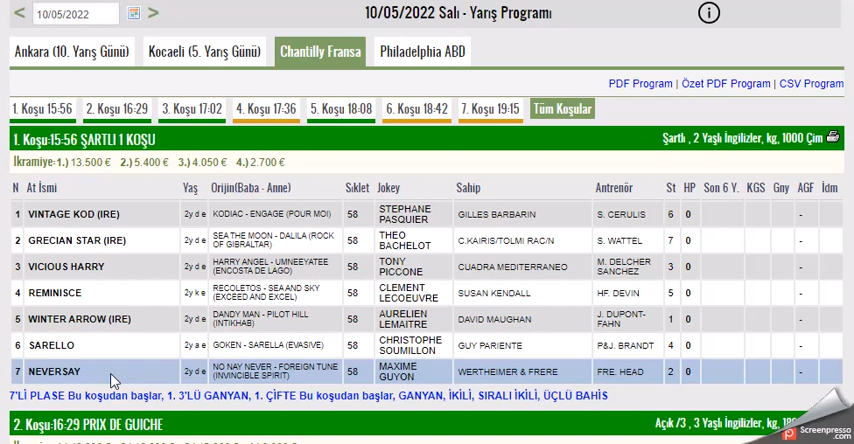 10/05/2022
10/05/2022 Salı - Yarış Programı
Ankara (10. Yarış Günü) Kocaeli (5. Yarış Günü) Chantilly Fransa Philadelphia ABD
PDF Program | Özet PDF Program | CSV Program
1. Koşu 15:56 2. Koşu 16:29 3. Koşu 17:02 4. Koşu 17:36 5. Koşu 18:08 6. Koşu 18:42 7. Koşu 19:15 Tüm Koşular
1. Koşu:15:56 ŞARTLI 1 KOŞU Şartlı , 2 Yaşlı İngilizler, kg, 1000 Çim
İkramiye: 1.) 13.500 € 2.) 5.400 € 3.) 4.050 € 4.) 2.700 €
N At İsmi Yaş Orijin(Baba - Anne) Sıklet Jokey Sahip Antrenör St HP Son 6 Y. KGS Gny AGF İdm
1 VINTAGE KOD (IRE) 2y d e KODIAC - ENGAGE (POUR MOI) 58 STEPHANE PASQUIER GILLES BARBARIN S. CERULIS 6 0 -
2 GRECIAN STAR (IRE) 2y d e SEA THE MOON - DALILA (ROCK OF GIBRALTAR) 58 THEO BACHELOT C.KAIRIS/TOLMI RAC/N S. WATTEL 7 0 -
3 VICIOUS HARRY 2y d e HARRY ANGEL - UMNEEYATEE (ENCOSTA DE LAGO) 58 TONY PICCONE CUADRA MEDITERRANEO M. DELCHER SANCHEZ 3 0 -
4 REMINISCE 2y k e RECOLETOS - SEA AND SKY (EXCEED AND EXCEL) 58 CLEMENT LECOEUVRE SUSAN KENDALL HF. DEVIN 5 0 -
5 WINTER ARROW (IRE) 2y d e DANDY MAN - PILOT HILL (INTIKHAB) 58 AURELIEN LEMAITRE DAVID MAUGHAN J. DUPONT-FAHN 1 0 -
6 SARELLO 2y a e GOKEN - SARELLA (EVASIVE) 58 CHRISTOPHE SOUMILLON GUY PARIENTE P&J. BRANDT 4 0 -
7 NEVERSAY 2y d e NO NAY NEVER - FOREIGN TUNE (INVINCIBLE SPIRIT) 58 MAXIME GUYON WERTHEIMER & FRERE FRE. HEAD 2 0 -
7'Lİ PLASE Bu koşudan başlar, 1. 3'LÜ GANYAN, 1. ÇİFTE Bu koşudan başlar, GANYAN, İKİLİ, SIRALI İKİLİ, ÜÇLÜ BAHİS
2. Koşu:16:29 PRIX DE GUICHE Açık /3 , 3 Yaşlı İngilizler, kg,
Screenpresso